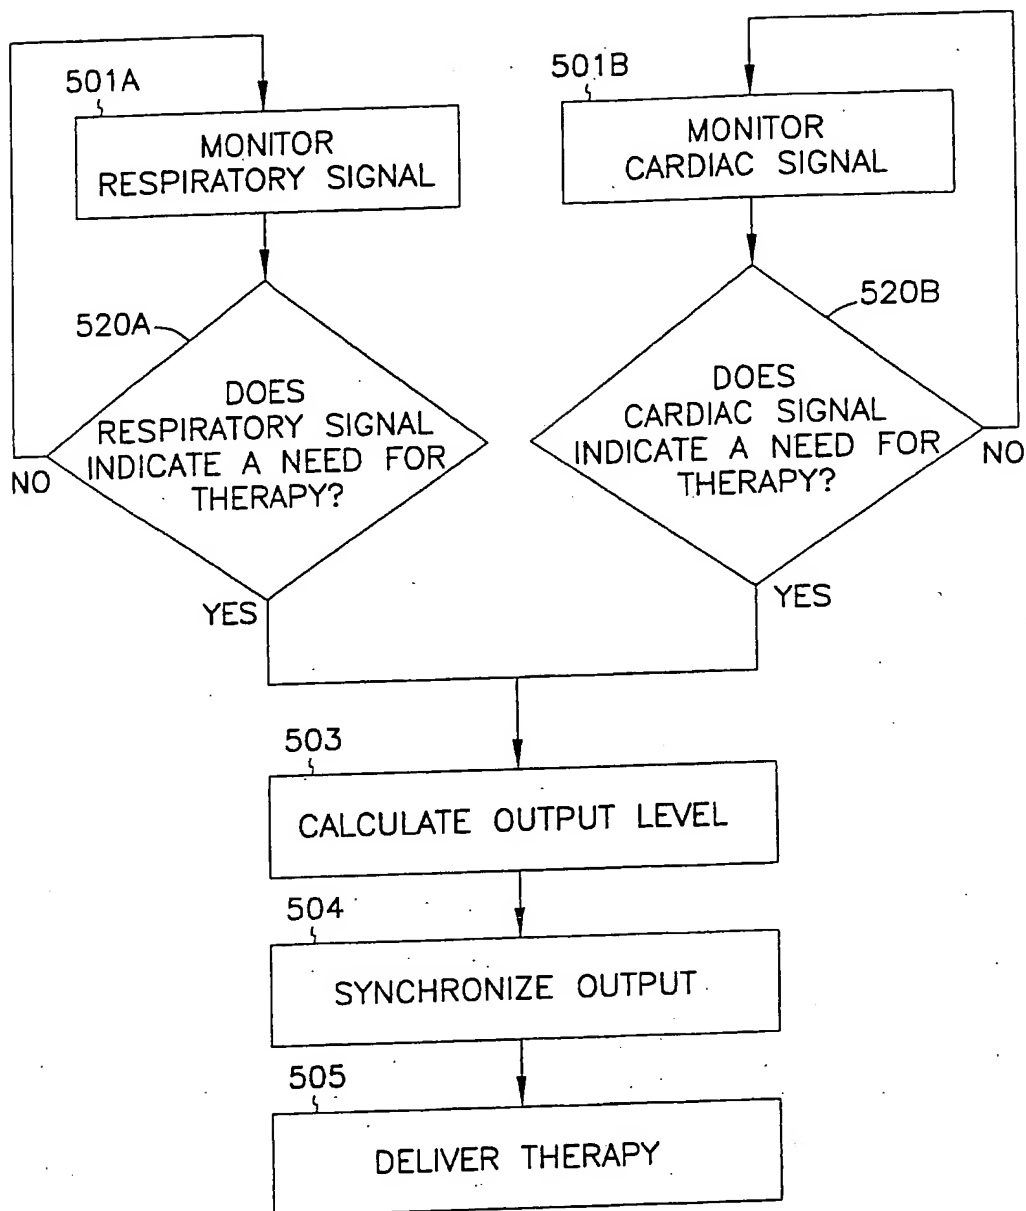 501A
MONITOR
RESPIRATORY SIGNAL
501B
MONITOR
CARDIAC SIGNAL
520A
DOES
RESPIRATORY SIGNAL
INDICATE A NEED FOR
THERAPY?
NO
YES
520B
DOES
CARDIAC SIGNAL
INDICATE A NEED FOR
THERAPY?
NO
YES
503
CALCULATE OUTPUT LEVEL
504
SYNCHRONIZE OUTPUT
505
DELIVER THERAPY